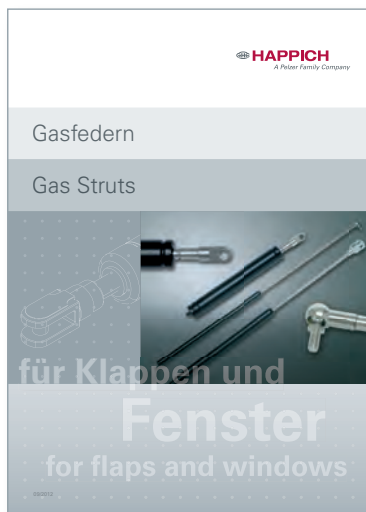 HAPPICH
A Pelzer Family Company
Gasfedern
Gas Struts
für Klappen und
Fenster
for flaps and windows